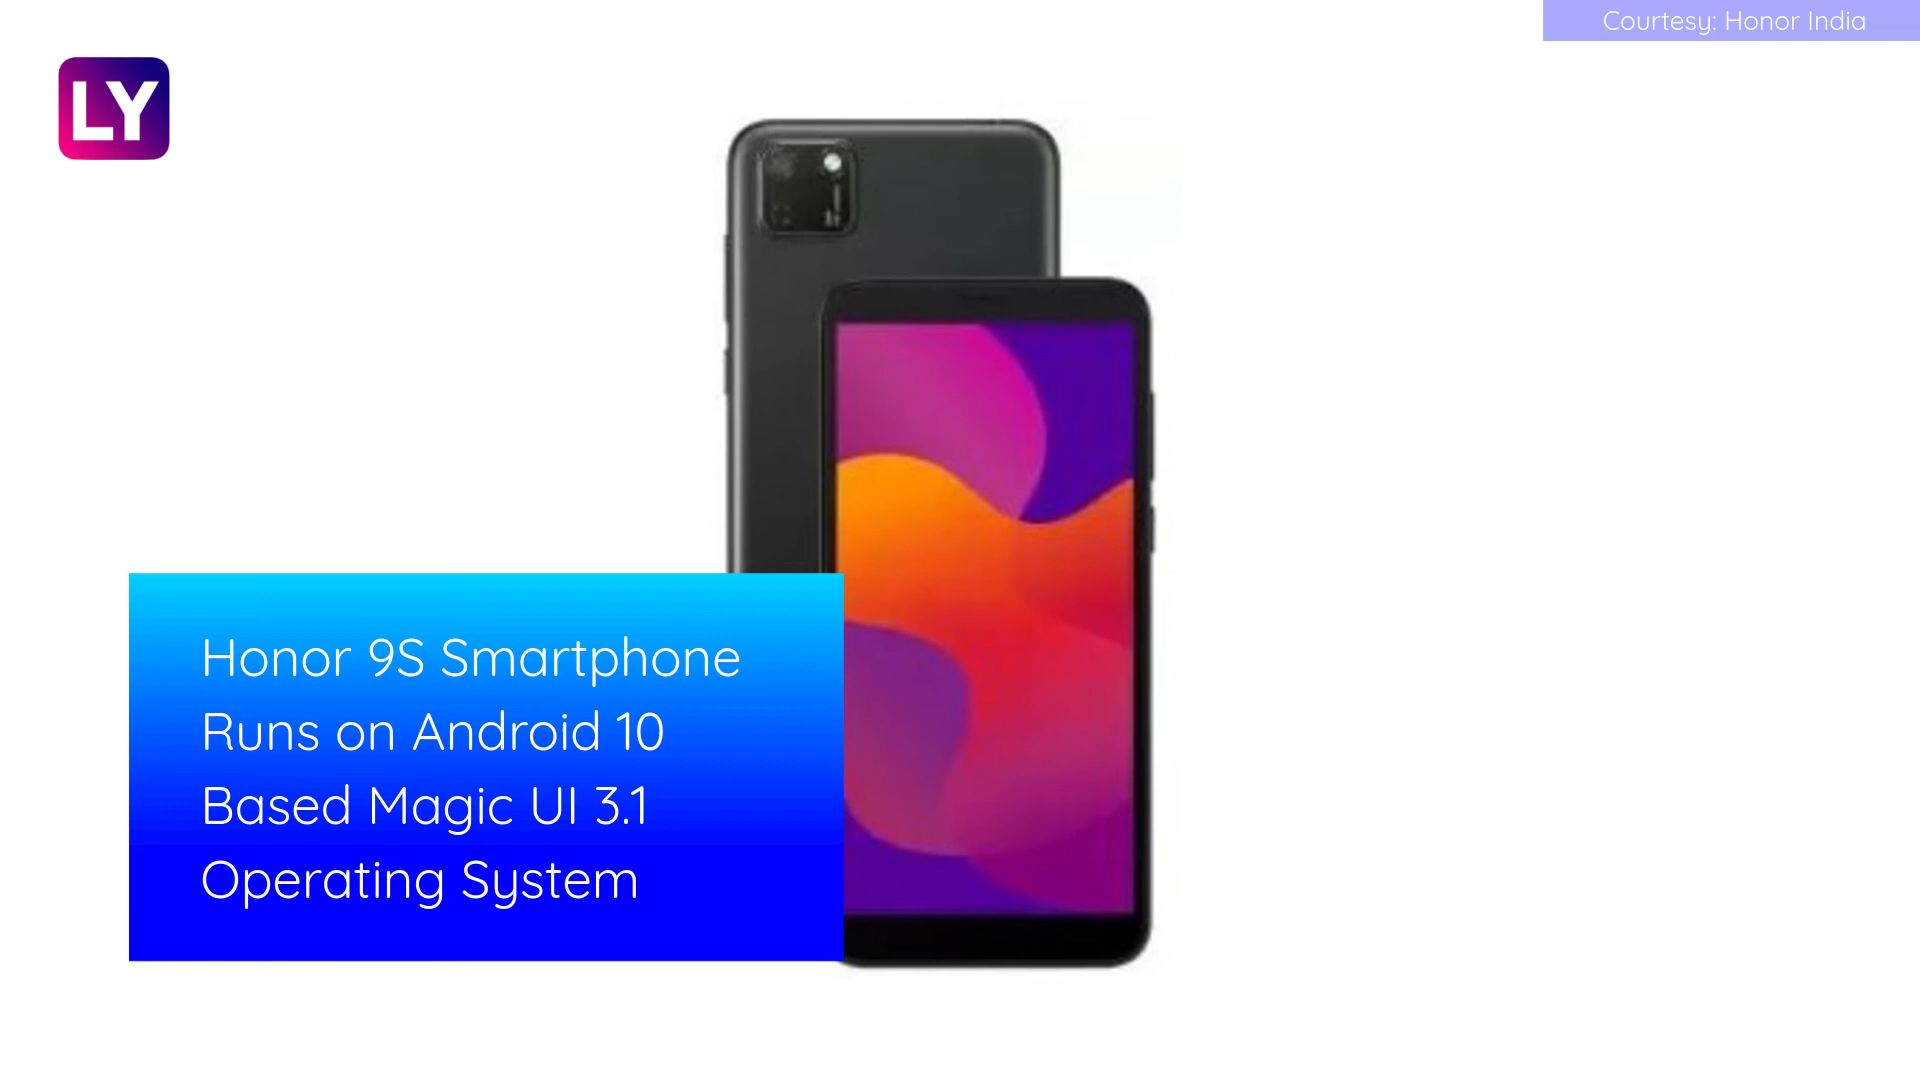 Courtesy: Honor India
LY
Honor 9S Smartphone
Runs on Android 10
Based Magic UI 3.1
Operating System